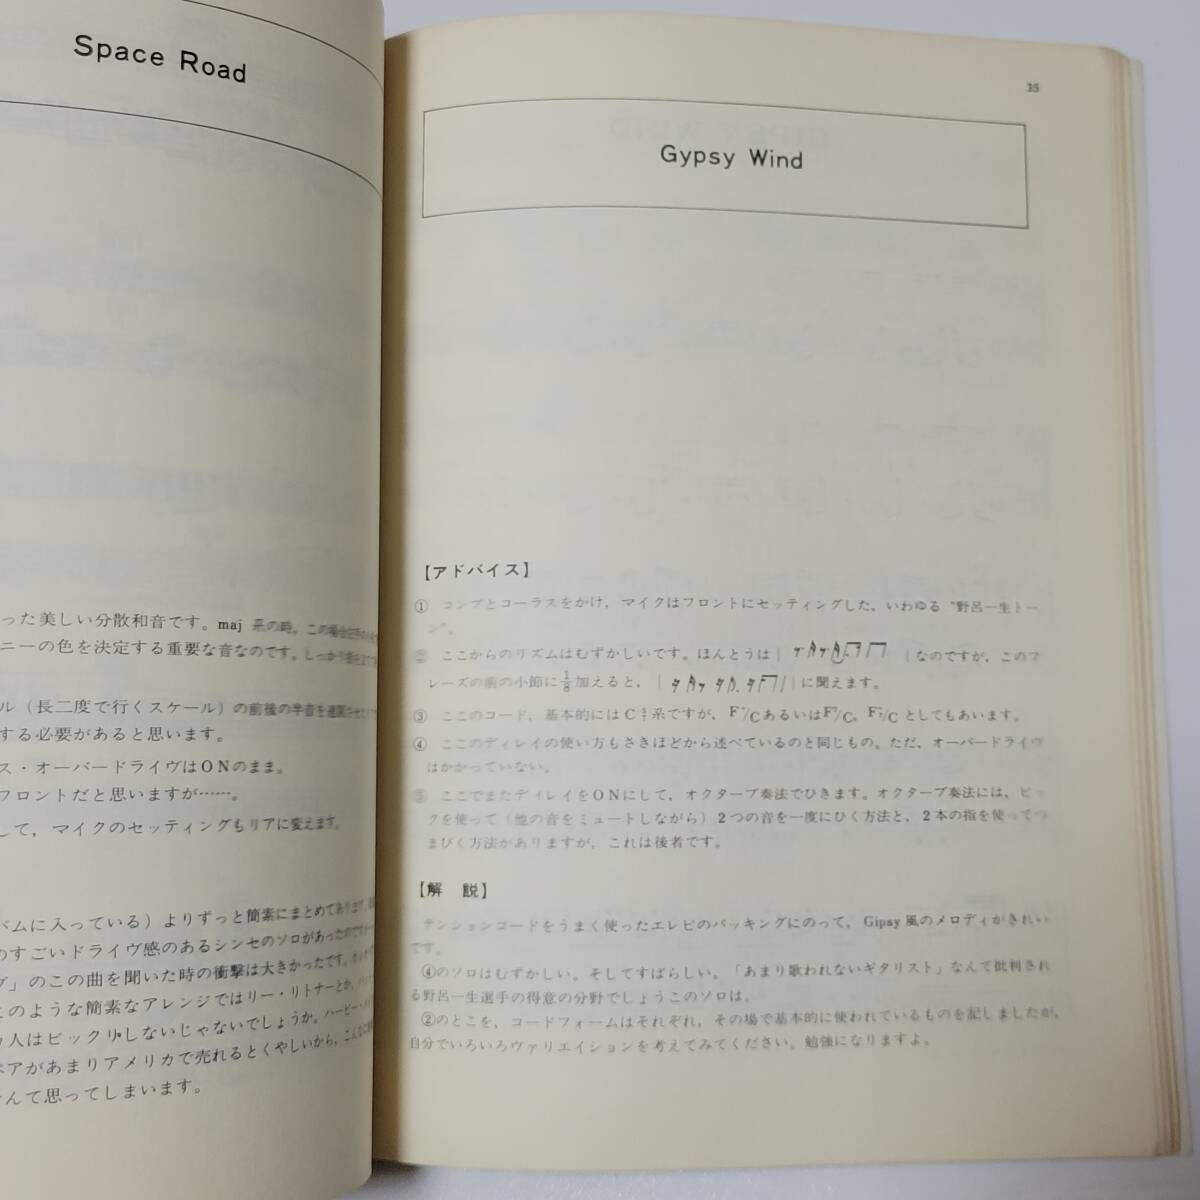 Space Road
った美しい分散和音です。maj 系の時、この場合
ニーの色を決定する重要な音なのです。しっかり
ル（長二度で行くスケール）の前後の半音を
する必要があると思います。
ス・オーバードライヴはONのまま。
フロントだと思いますが……。
して、マイクのセッティングもリアに変えます。
バムに入っている）よりずっと簡素にまとめてあります。
のすごいドライヴ感のあるシンセのソロがあったのですが
ヴ」のこの曲を聞いた時の衝撃は大きかったです。
このような簡素なアレンジではリー・リトナーとか、
人はビックリしないじゃないでしょうか。ハービー・
ペアがあまりアメリカで売れるとくやしいから、こんなに
なんて思ってしまいます。
35
Gypsy Wind
【アドバイス】
① コンプとコーラスをかけ，マイクはフロントにセッティングした，いわゆる“野呂一生トー
ン”。
② ここからのリズムはむずかしいです。ほんとうは｜ ｜なのですが，このフ
レーズの前の小節に1/8加えると，｜ ｜に聞えます。
③ ここのコード，基本的にはC 系ですが， あるいは としてもあいます。
④ ここのディレイの使い方もさきほどから述べているのと同じもの。ただ，オーバードライヴ
はかかっていない。
⑤ ここでまたディレイをONにして，オクターブ奏法でひきます。オクターブ奏法には，ピッ
クを使って（他の音をミュートしながら）2つの音を一度にひく方法と，2本の指を使ってつ
まびく方法がありますが，これは後者です。
【解 説】
テンションコードをうまく使ったエレピのバッキングにのって，Gipsy風のメロディがきれい
です。
④のソロはむずかしい。そしてすばらしい。「あまり歌われないギタリスト」なんて批判され
る野呂一生選手の得意の分野でしょうこのソロは。
②のとこを，コードフォームはそれぞれ，その場で基本的に使われているものを記しましたが，
自分でいろいろヴァリエイションを考えてみてください。勉強になりますよ。